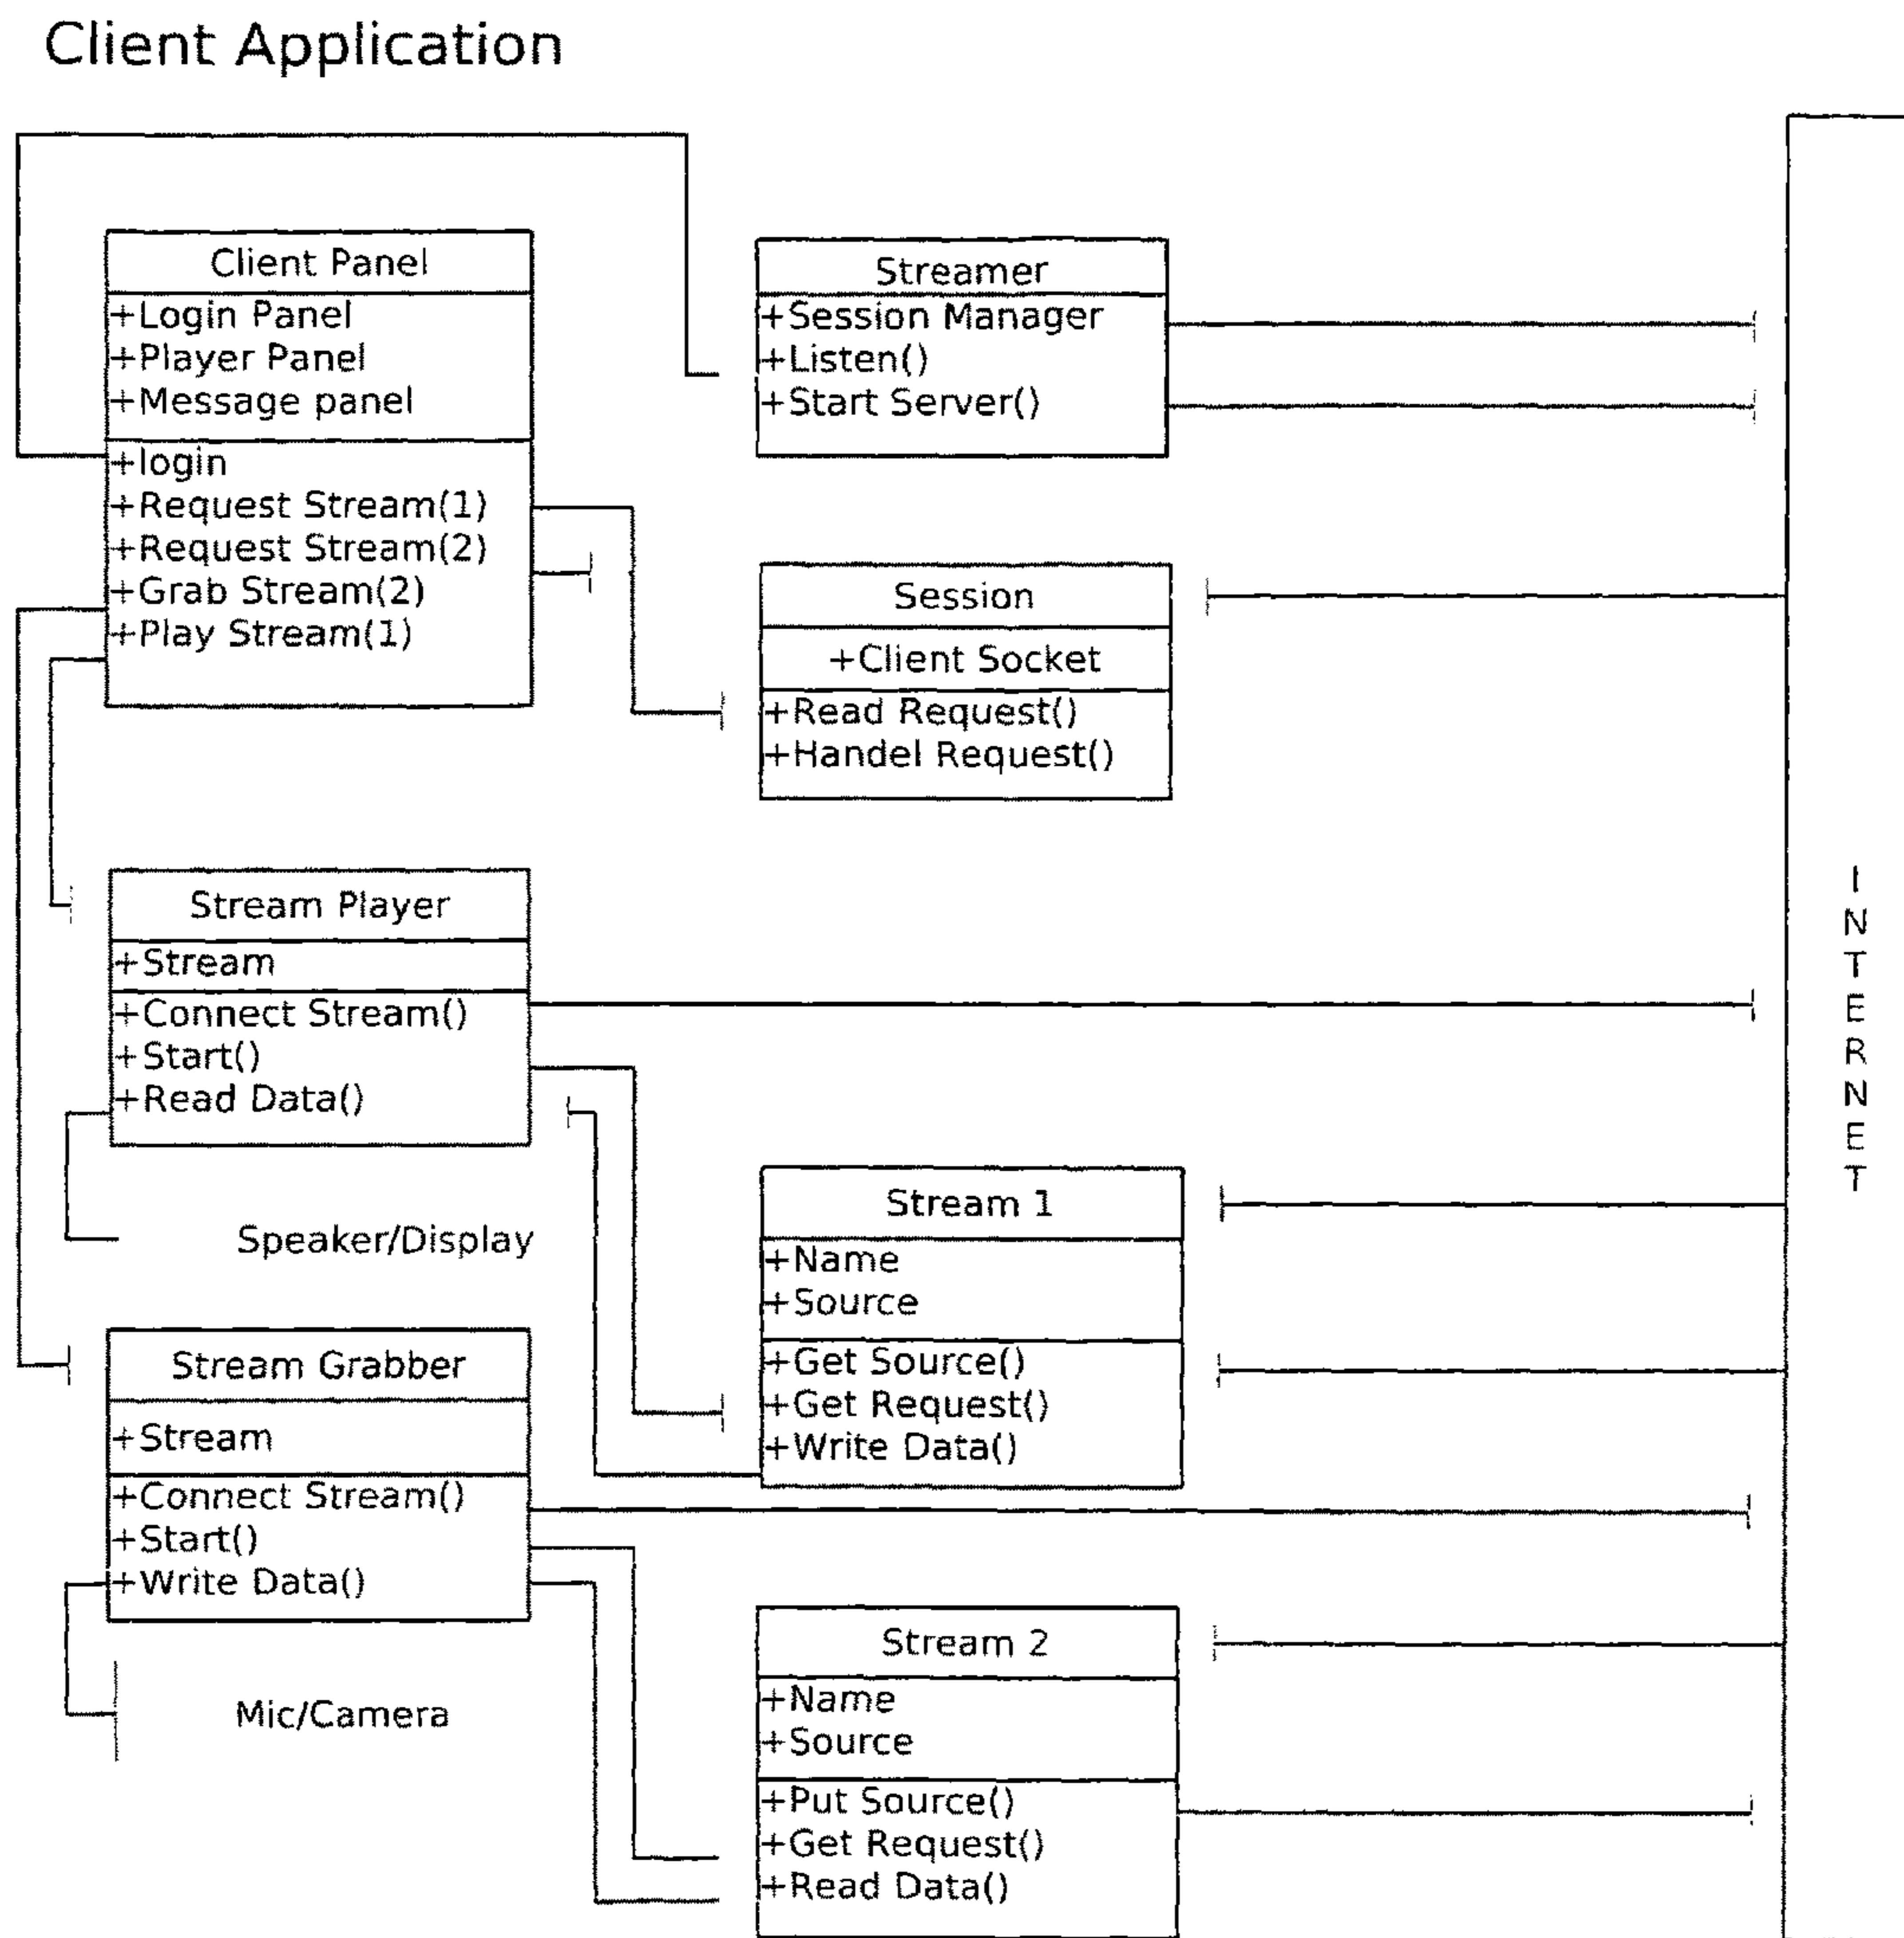 Client Application
Client Panel
+Login Panel
+Player Panel
+Message panel
+login
+Request Stream(1)
+Request Stream(2)
+Grab Stream(2)
+Play Stream(1)
Streamer
+Session Manager
+Listen()
+Start Server()
Session
+Client Socket
+Read Request()
+Handel Request()
Stream Player
+Stream
+Connect Stream()
+Start()
+Read Data()
Speaker/Display
Stream 1
+Name
+Source
+Get Source()
+Get Request()
+Write Data()
Stream Grabber
+Stream
+Connect Stream()
+Start()
+Write Data()
Mic/Camera
Stream 2
+Name
+Source
+Put Source()
+Get Request()
+Read Data()
INTERNET